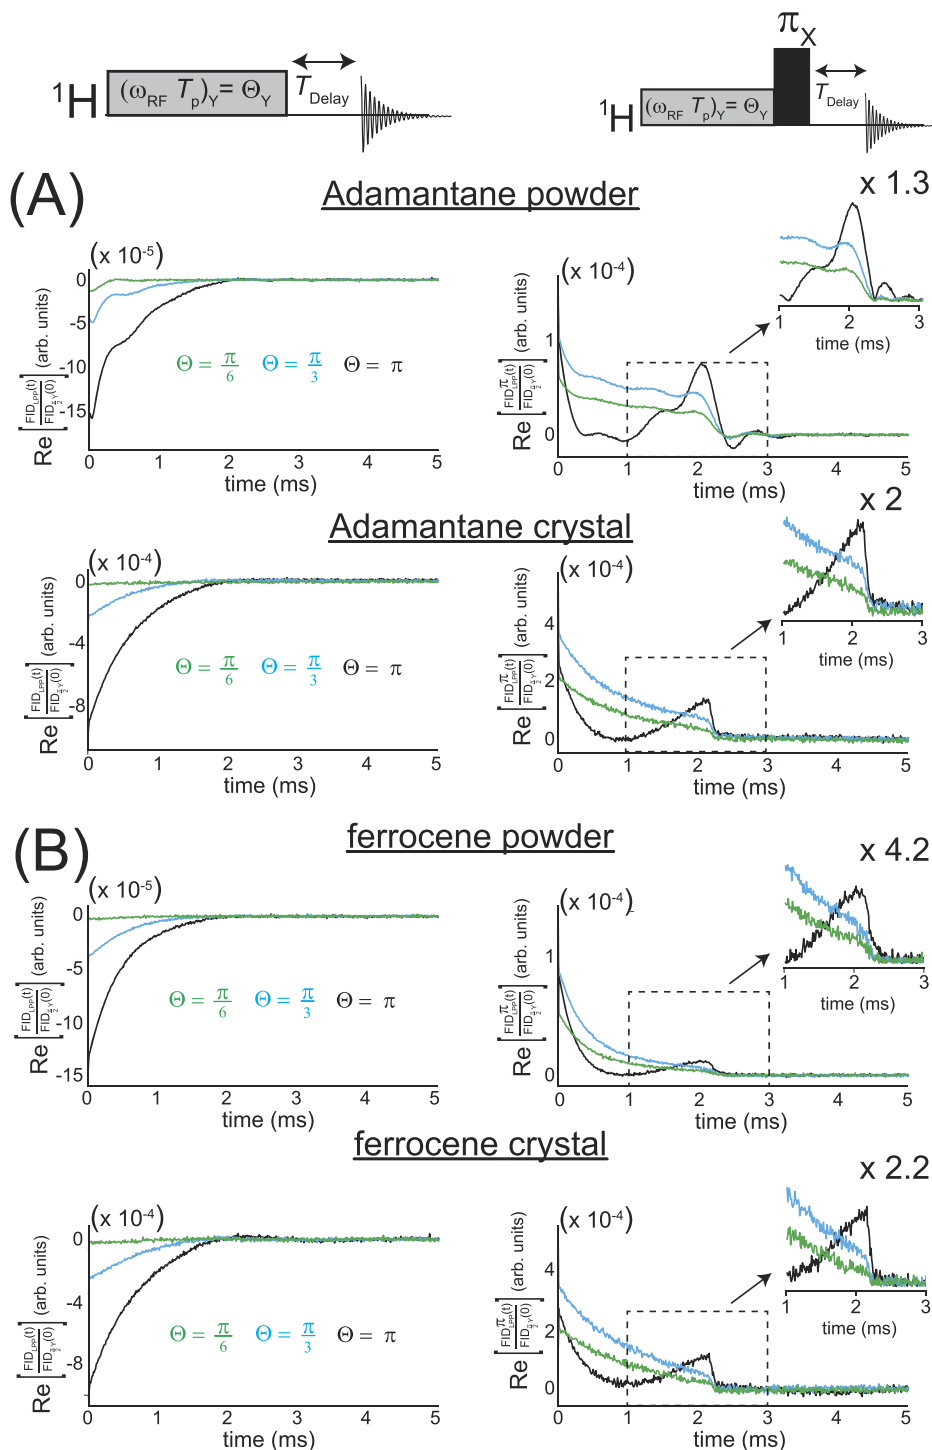 π_X
¹H (ω_RF T_p)_Y = Θ_Y T_Delay
¹H (ω_RF T_p)_Y = Θ_Y T_Delay
(A) Adamantane powder x 1.3
(x 10⁻⁵)
Re [FID_LPP(t) / FID_{π/2 Y}(0)] (arb. units)
0
-5
-10
-15
Θ = π/6 Θ = π/3 Θ = π
0 1 2 3 4 5
time (ms)
(x 10⁻⁴)
Re [FID^π_LPP(t) / FID_{π/2 Y}(0)] (arb. units)
1
0
0 1 2 3 4 5
time (ms)
1 2 3
time (ms)
Adamantane crystal x 2
(x 10⁻⁴)
Re [FID_LPP(t) / FID_{π/2 Y}(0)] (arb. units)
0
-4
-8
Θ = π/6 Θ = π/3 Θ = π
0 1 2 3 4 5
time (ms)
(x 10⁻⁴)
Re [FID^π_LPP(t) / FID_{π/2 Y}(0)] (arb. units)
4
2
0
0 1 2 3 4 5
time (ms)
1 2 3
time (ms)
(B) ferrocene powder x 4.2
(x 10⁻⁵)
Re [FID_LPP(t) / FID_{π/2 Y}(0)] (arb. units)
0
-5
-10
-15
Θ = π/6 Θ = π/3 Θ = π
0 1 2 3 4 5
time (ms)
(x 10⁻⁴)
Re [FID^π_LPP(t) / FID_{π/2 Y}(0)] (arb. units)
1
0
0 1 2 3 4 5
time (ms)
1 2 3
time (ms)
ferrocene crystal x 2.2
(x 10⁻⁴)
Re [FID_LPP(t) / FID_{π/2 Y}(0)] (arb. units)
0
-4
-8
Θ = π/6 Θ = π/3 Θ = π
0 1 2 3 4 5
time (ms)
(x 10⁻⁴)
Re [FID^π_LPP(t) / FID_{π/2 Y}(0)] (arb. units)
4
2
0
0 1 2 3 4 5
time (ms)
1 2 3
time (ms)